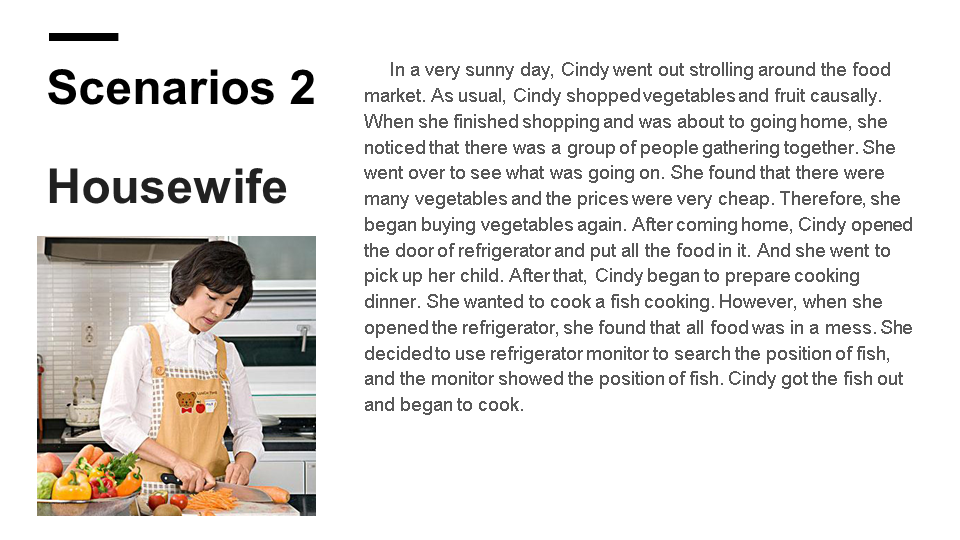 Scenarios 2
Housewife
In a very sunny day, Cindy went out strolling around the food
market. As usual, Cindy shopped vegetables and fruit causally.
When she finished shopping and was about to going home, she
noticed that there was a group of people gathering together. She
went over to see what was going on. She found that there were
many vegetables and the prices were very cheap. Therefore, she
began buying vegetables again. After coming home, Cindy opened
the door of refrigerator and put all the food in it. And she went to
pick up her child. After that, Cindy began to prepare cooking
dinner. She wanted to cook a fish cooking. However, when she
opened the refrigerator, she found that all food was in a mess. She
decided to use refrigerator monitor to search the position of fish,
and the monitor showed the position of fish. Cindy got the fish out
and began to cook.